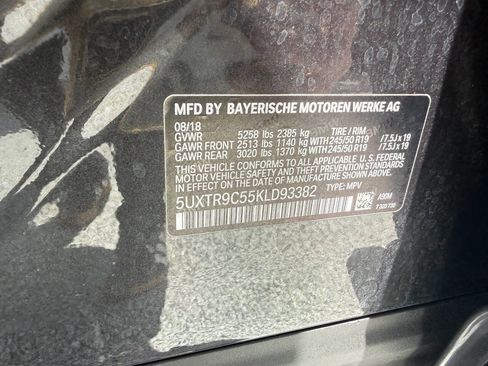 MFD BY BAYERISCHE MOTOREN WERKE AG
08/18
GVWR 5258 lbs 2385 kg TIRE / RIM:
GAWR FRONT 2513 lbs 1140 kg WITH 245/50 R19 /7.5J x 19
GAWR REAR 3020 lbs 1370 kg WITH 245/50 R19 /7.5J x 19
THIS VEHICLE CONFORMS TO ALL APPLICABLE U.S. FEDERAL
MOTOR VEHICLE SAFETY, BUMPER, AND THEFT PREVENTION STANDARDS
IN EFFECT ON THE DATE OF MANUFACTURE SHOWN ABOVE.
5UXTR9C55KLD93382 TYPE: MPV
A90M